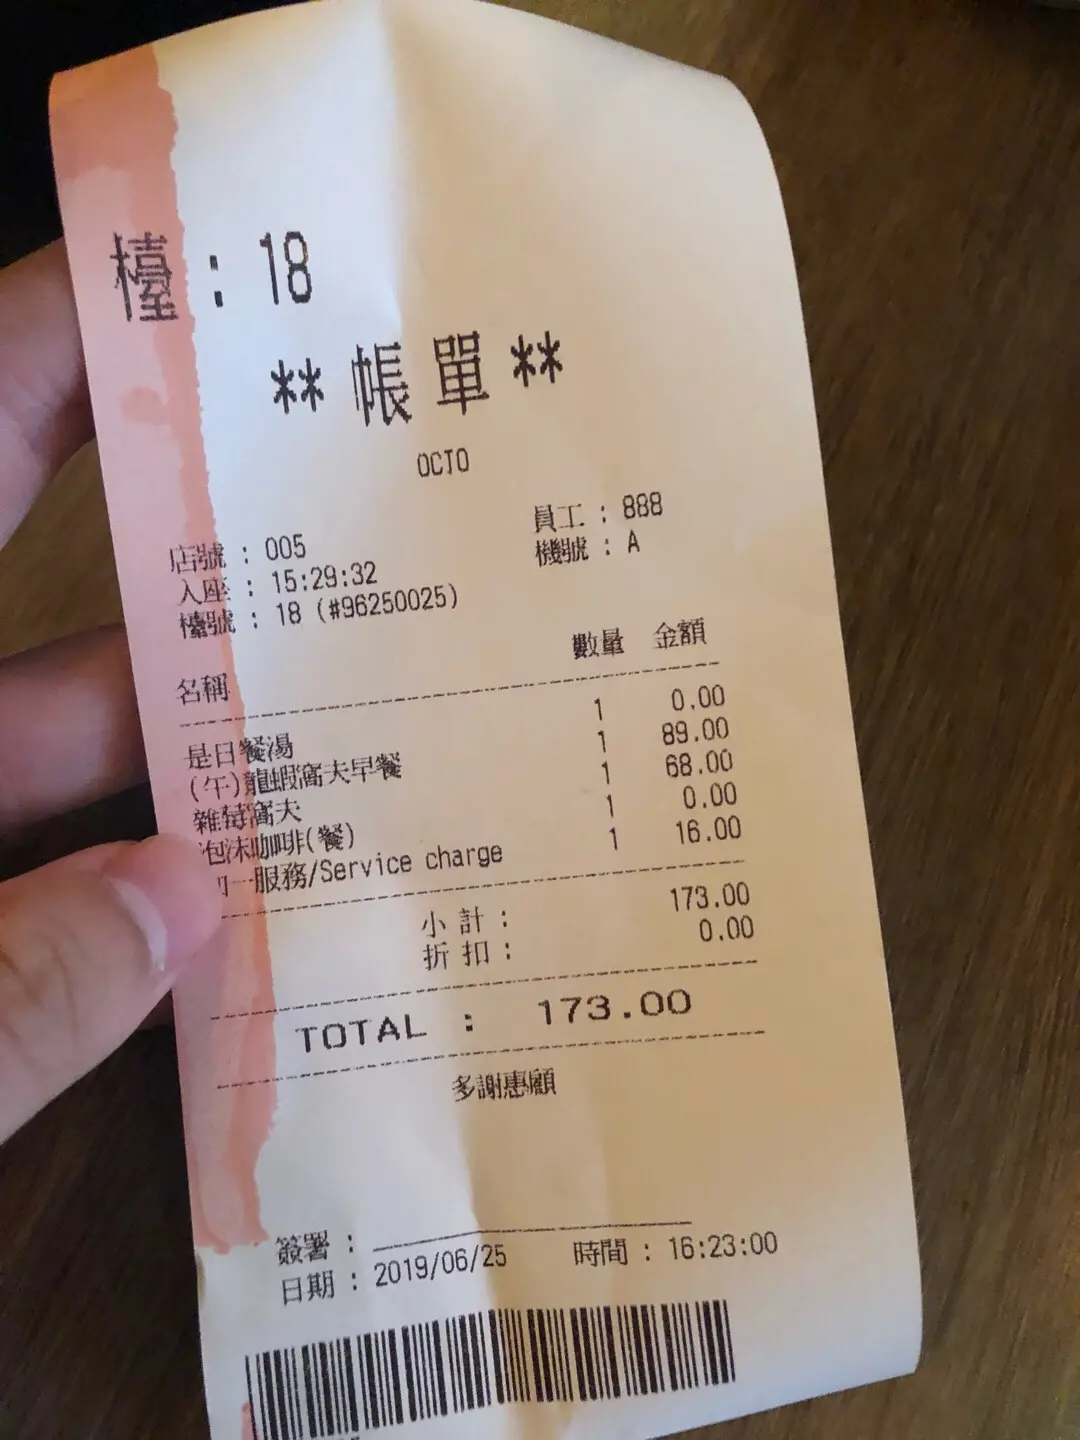 檯 : 18
** 帳 單 **
OCTO
店號 : 005 員工 : 888
入座 : 15:29:32 機號 : A
檯號 : 18 (#96250025)
名稱 數量 金額
是日餐湯 1 0.00
(午)龍蝦窩夫早餐 1 89.00
雜莓窩夫 1 68.00
泡沫咖啡(餐) 1 0.00
加一服務/Service charge 1 16.00
小 計 : 173.00
折 扣 : 0.00
TOTAL : 173.00
多謝惠顧
簽署 :
日期 : 2019/06/25 時間 : 16:23:00